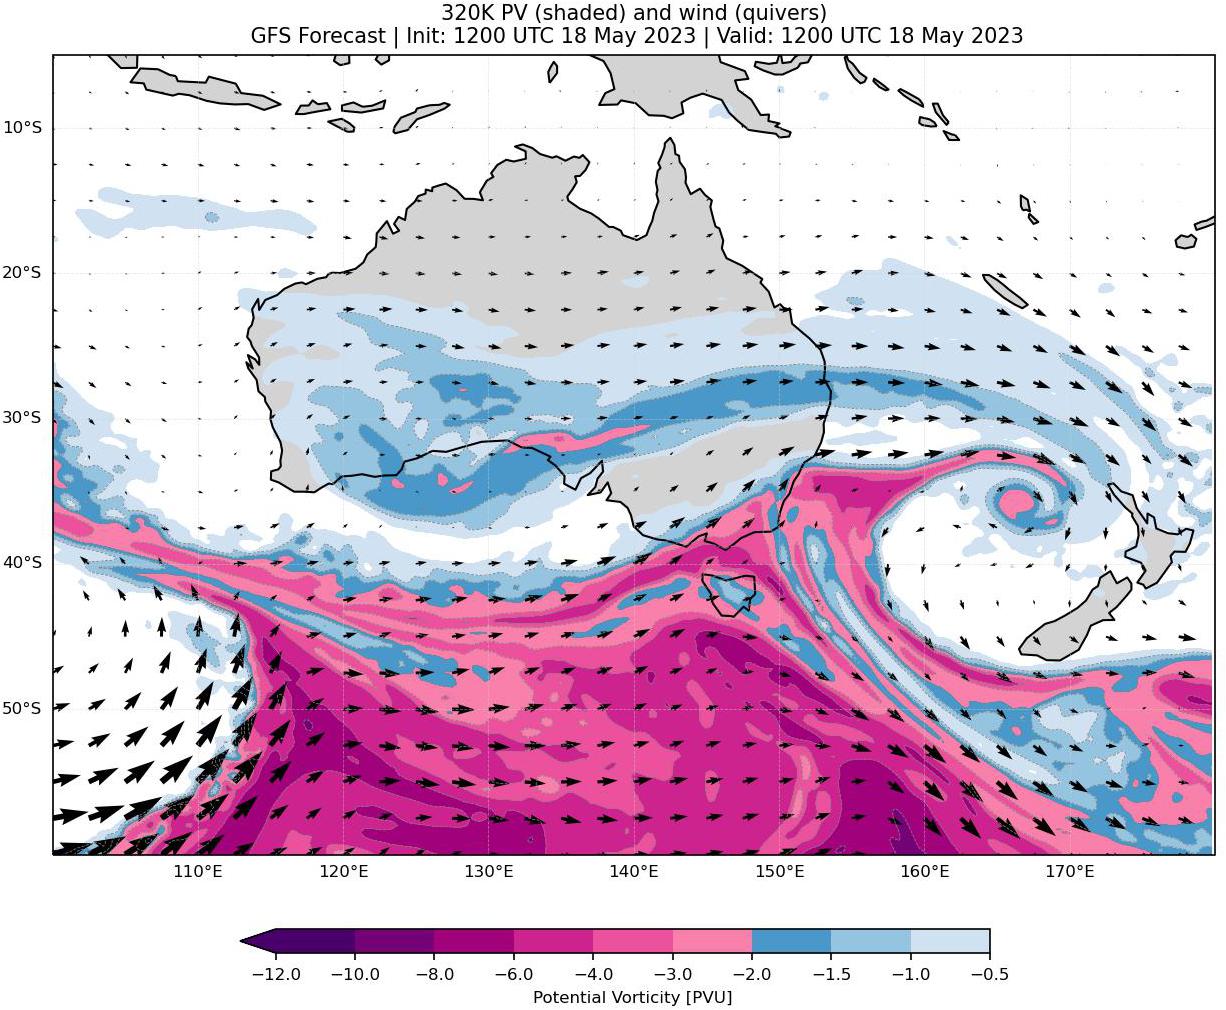 320K PV (shaded) and wind (quivers)
GFS Forecast | Init: 1200 UTC 18 May 2023 | Valid: 1200 UTC 18 May 2023
10°S
20°S
30°S
40°S
50°S
110°E 120°E 130°E 140°E 150°E 160°E 170°E
−12.0 −10.0 −8.0 −6.0 −4.0 −3.0 −2.0 −1.5 −1.0 −0.5
Potential Vorticity [PVU]